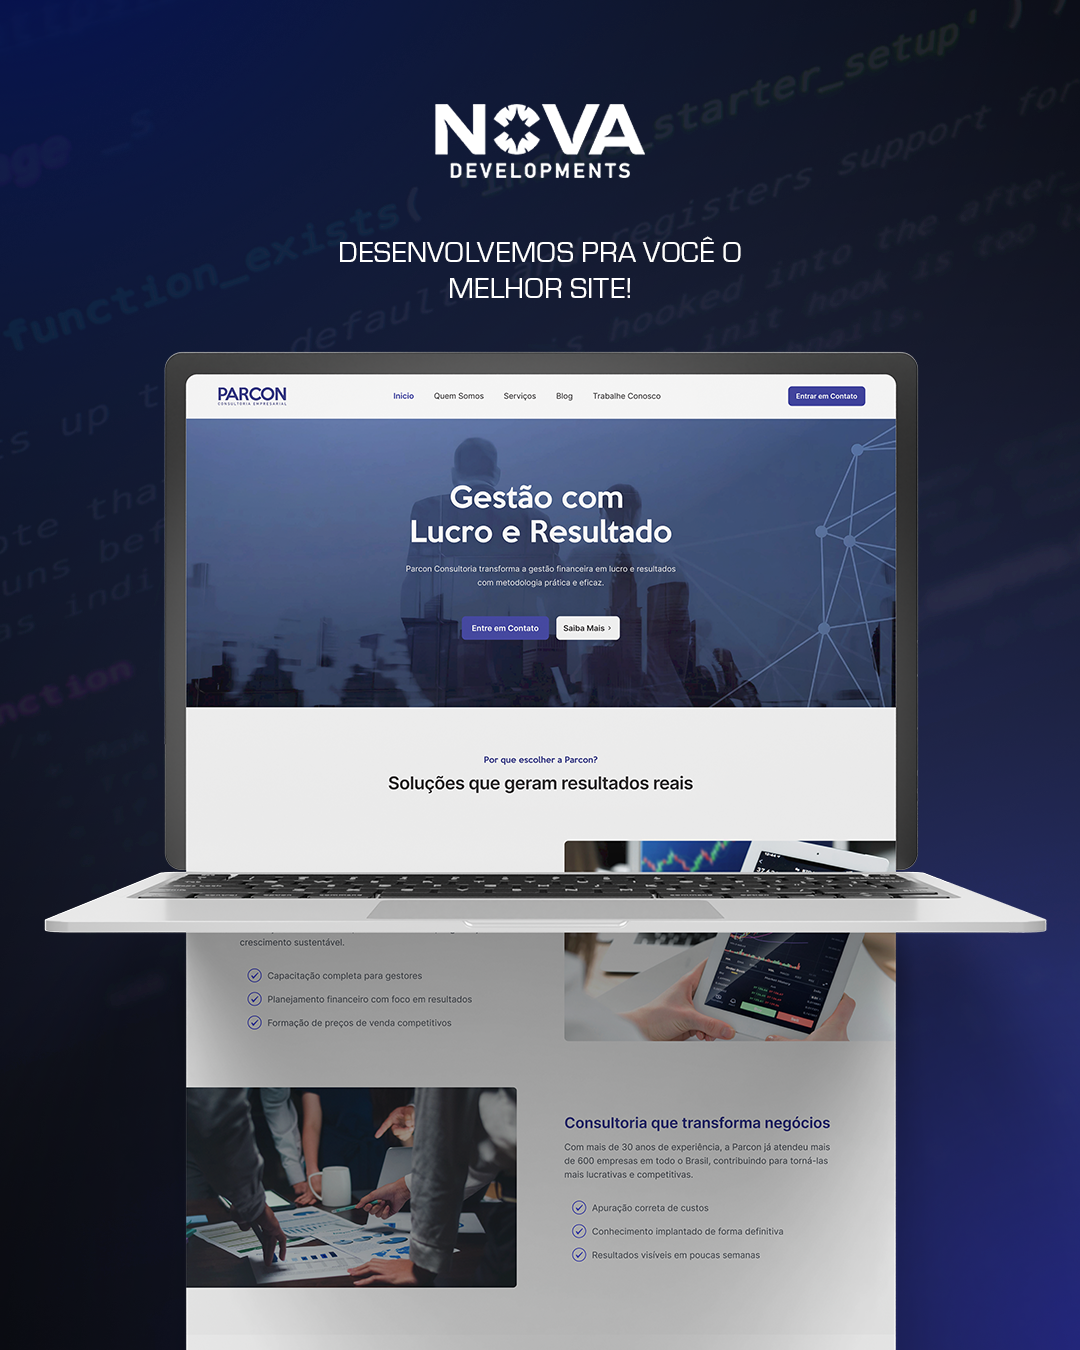 NOVA
DEVELOPMENTS
DESENVOLVEMOS PRA VOCÊ O
MELHOR SITE!
PARCON
CONSULTORIA EMPRESARIAL
Inicio
Quem Somos
Serviços
Blog
Trabalhe Conosco
Entrar em Contato
Gestão com
Lucro e Resultado
Parcon Consultoria transforma a gestão financeira em lucro e resultados
com metodologia prática e eficaz.
Entre em Contato
Saiba Mais ›
Por que escolher a Parcon?
Soluções que geram resultados reais
crescimento sustentável.
Capacitação completa para gestores
Planejamento financeiro com foco em resultados
Formação de preços de venda competitivos
Consultoria que transforma negócios
Com mais de 30 anos de experiência, a Parcon já atendeu mais
de 600 empresas em todo o Brasil, contribuindo para torná-las
mais lucrativas e competitivas.
Apuração correta de custos
Conhecimento implantado de forma definitiva
Resultados visíveis em poucas semanas